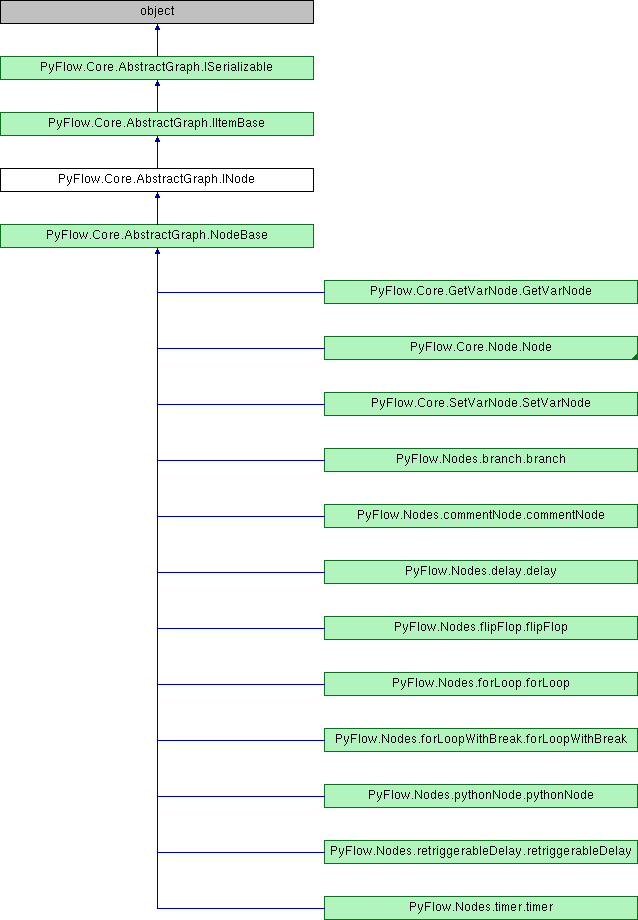 object
PyFlow.Core.AbstractGraph.ISerializable
PyFlow.Core.AbstractGraph.IItemBase
PyFlow.Core.AbstractGraph.INode
PyFlow.Core.AbstractGraph.NodeBase
PyFlow.Core.GetVarNode.GetVarNode
PyFlow.Core.Node.Node
PyFlow.Core.SetVarNode.SetVarNode
PyFlow.Nodes.branch.branch
PyFlow.Nodes.commentNode.commentNode
PyFlow.Nodes.delay.delay
PyFlow.Nodes.flipFlop.flipFlop
PyFlow.Nodes.forLoop.forLoop
PyFlow.Nodes.forLoopWithBreak.forLoopWithBreak
PyFlow.Nodes.pythonNode.pythonNode
PyFlow.Nodes.retriggerableDelay.retriggerableDelay
PyFlow.Nodes.timer.timer